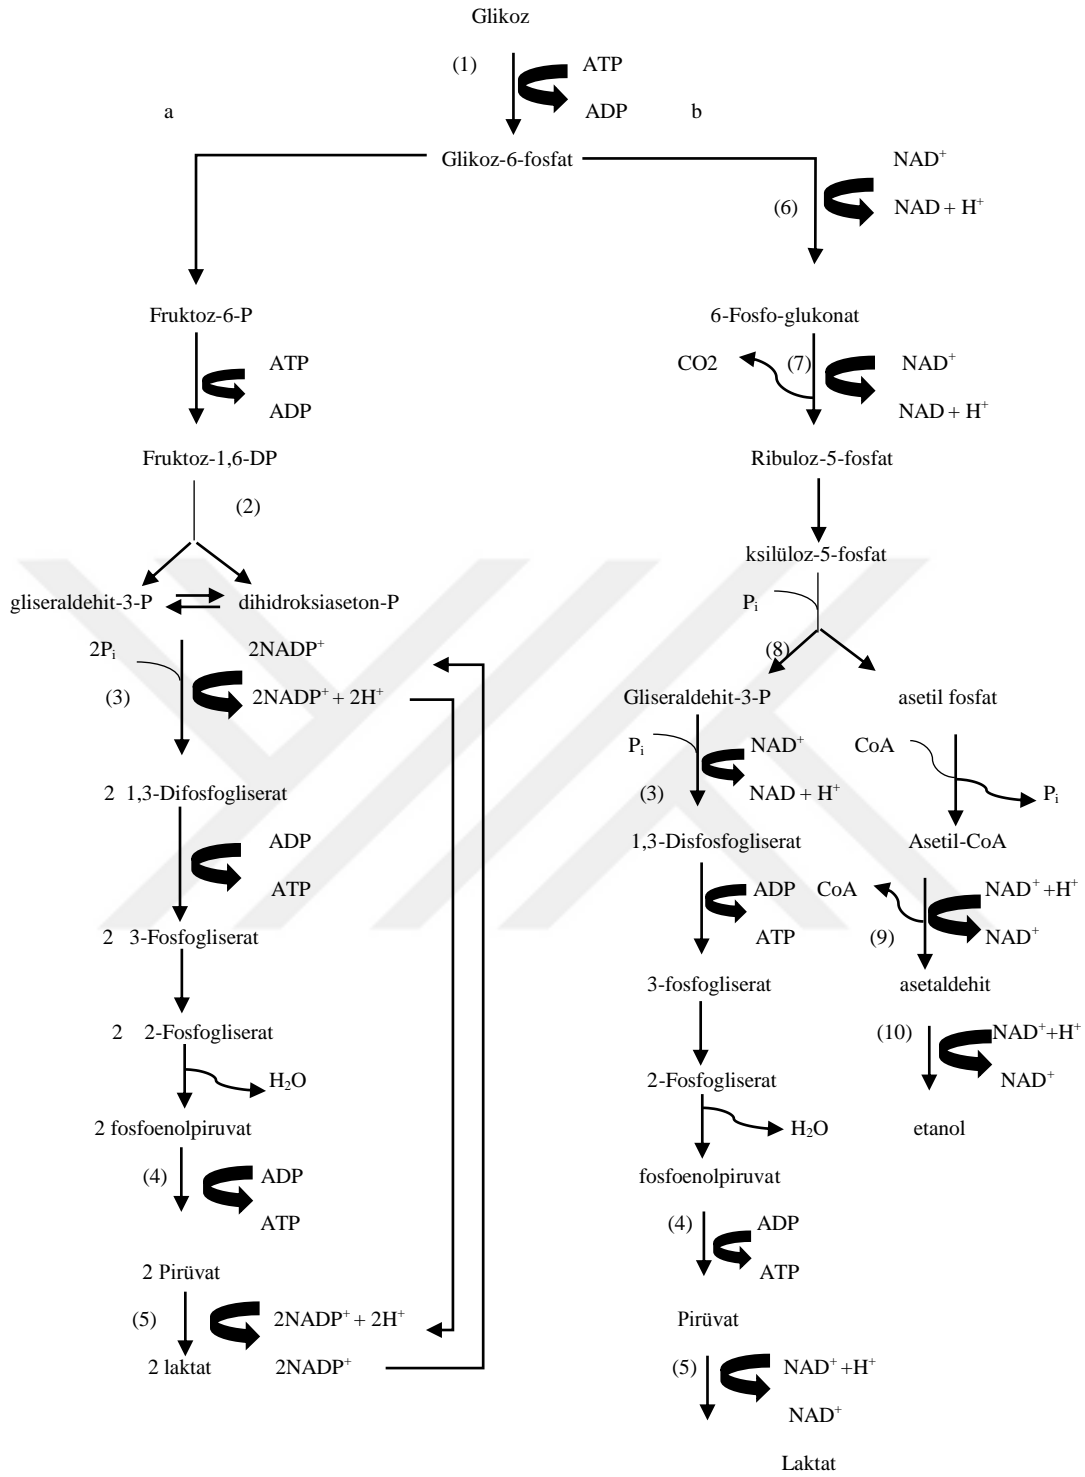 Glikoz
(1)
ATP
ADP
a
b
Glikoz-6-fosfat
Fruktoz-6-P
ATP
ADP
Fruktoz-1,6-DP
(2)
gliseraldehit-3-P
dihidroksiaseton-P
2Pi
2NADP+
(3)
2NADP+ + 2H+
2 1,3-Difosfogliserat
ADP
ATP
2 3-Fosfogliserat
2 2-Fosfogliserat
H2O
2 fosfoenolpiruvat
(4)
ADP
ATP
2 Pirüvat
(5)
2NADP+ + 2H+
2 laktat
2NADP+
NAD+
(6)
NAD + H+
6-Fosfo-glukonat
CO2
(7)
NAD+
NAD + H+
Ribuloz-5-fosfat
ksilüloz-5-fosfat
Pi
(8)
Gliseraldehit-3-P
Pi
NAD+
(3)
NAD + H+
1,3-Disfosfogliserat
ADP
ATP
3-fosfogliserat
2-Fosfogliserat
H2O
fosfoenolpiruvat
(4)
ADP
ATP
Pirüvat
(5)
NAD+ +H+
NAD+
Laktat
asetil fosfat
CoA
Pi
Asetil-CoA
CoA
NAD+ +H+
(9)
NAD+
asetaldehit
(10)
NAD++H+
NAD+
etanol